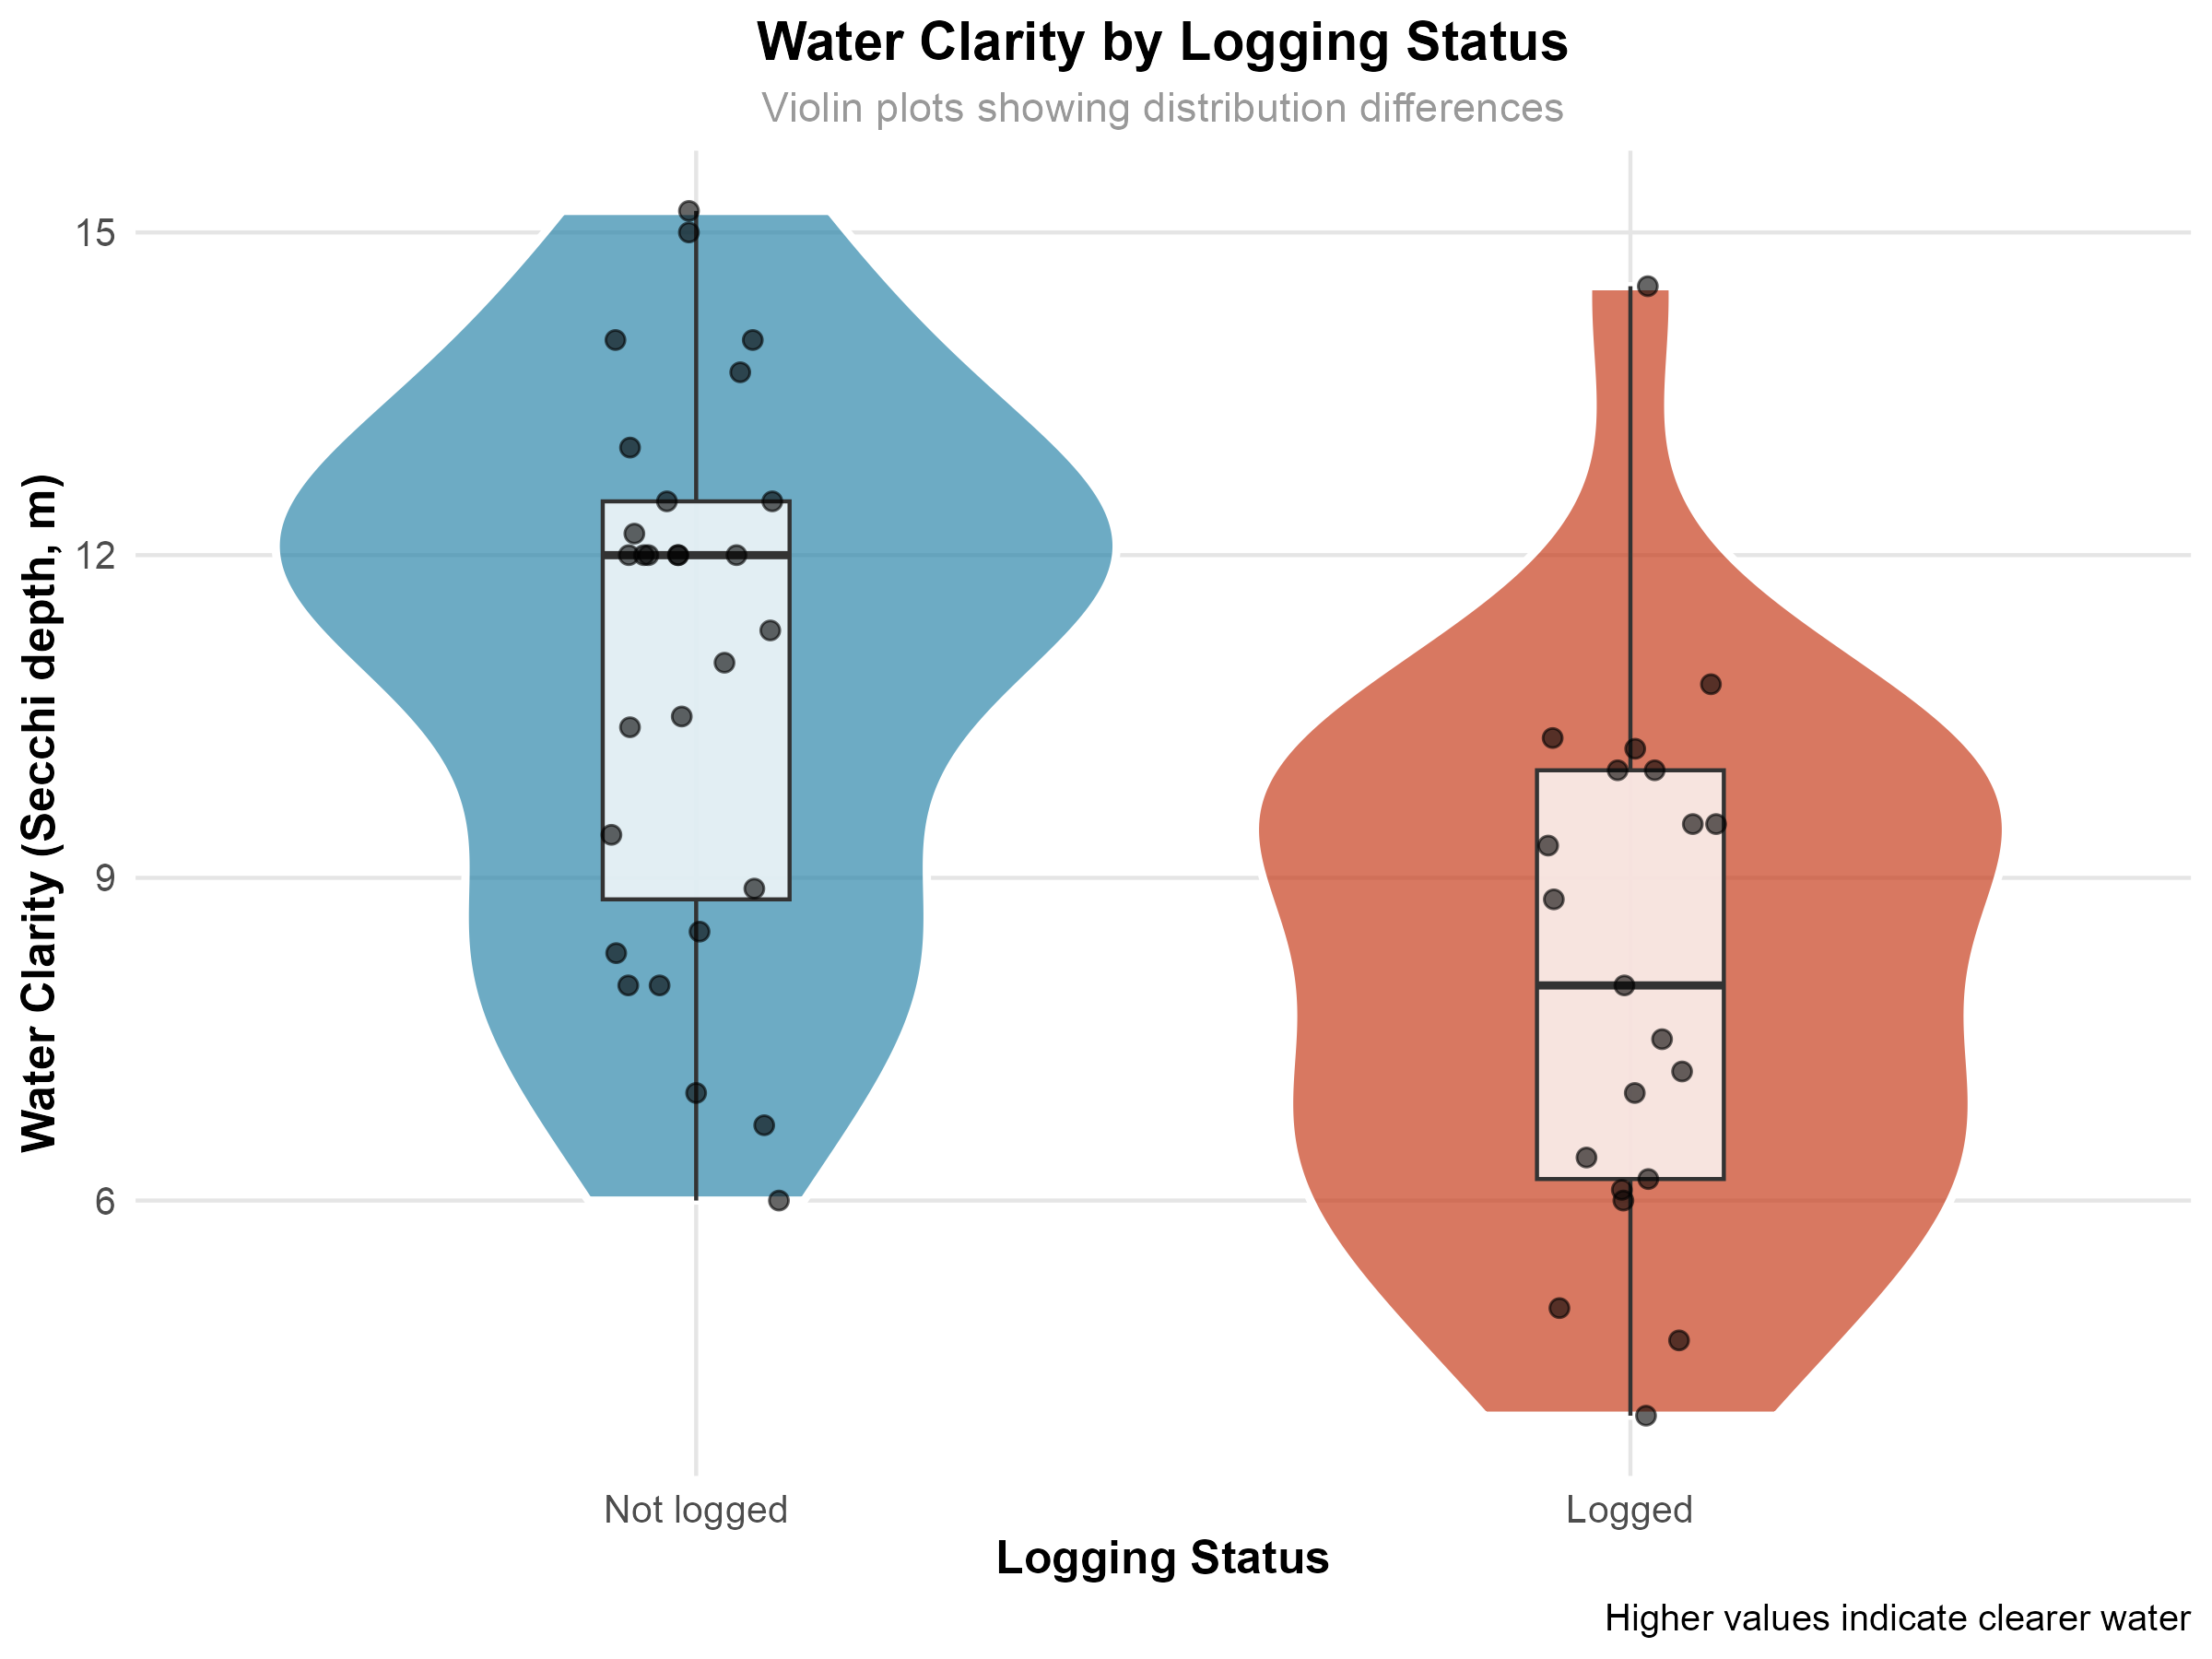 Water Clarity by Logging Status
Violin plots showing distribution differences
Water Clarity (Secchi depth, m)
15
12
9
6
Not logged
Logged
Logging Status
Higher values indicate clearer water